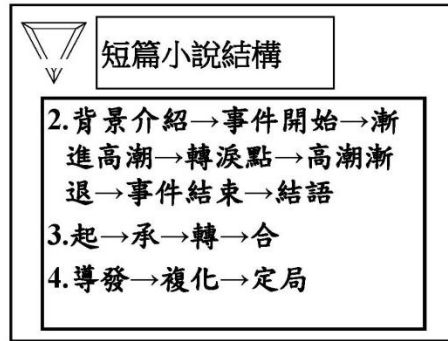 短篇小說結構
2.背景介紹→事件開始→漸
進高潮→轉淚點→高潮漸
退→事件結束→結語
3.起→承→轉→合
4.導發→複化→定局